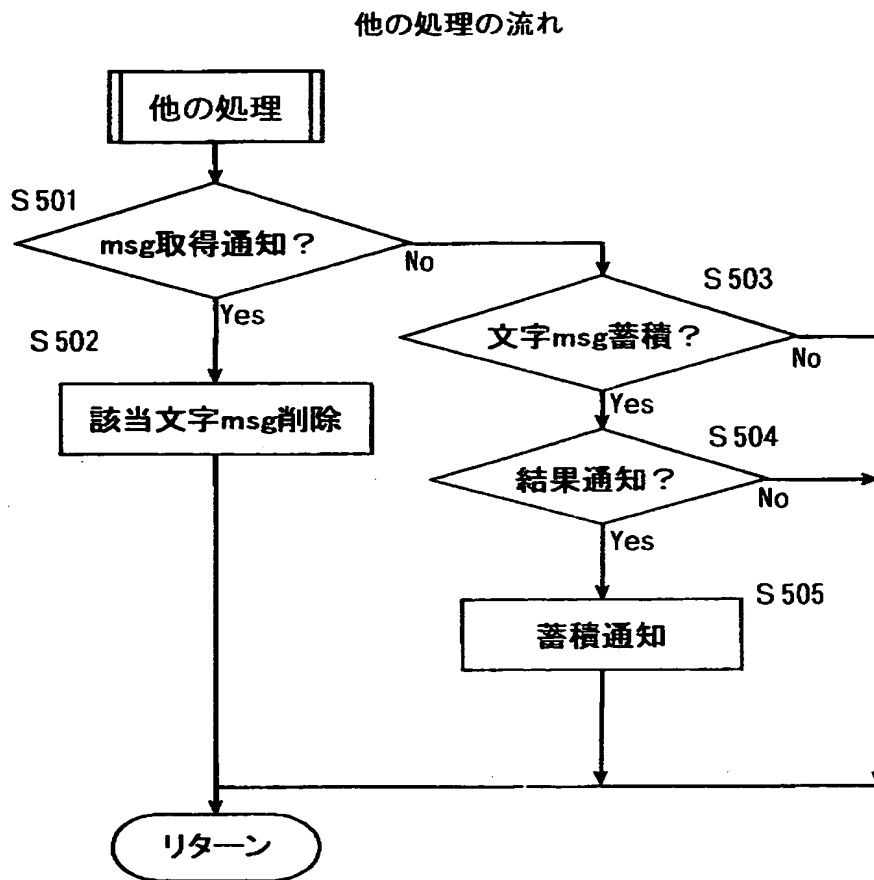 他の処理の流れ
他の処理
S501
msg取得通知？
No
Yes
S503
文字msg蓄積？
No
Yes
S502
該当文字msg削除
S504
結果通知？
No
Yes
S505
蓄積通知
リターン